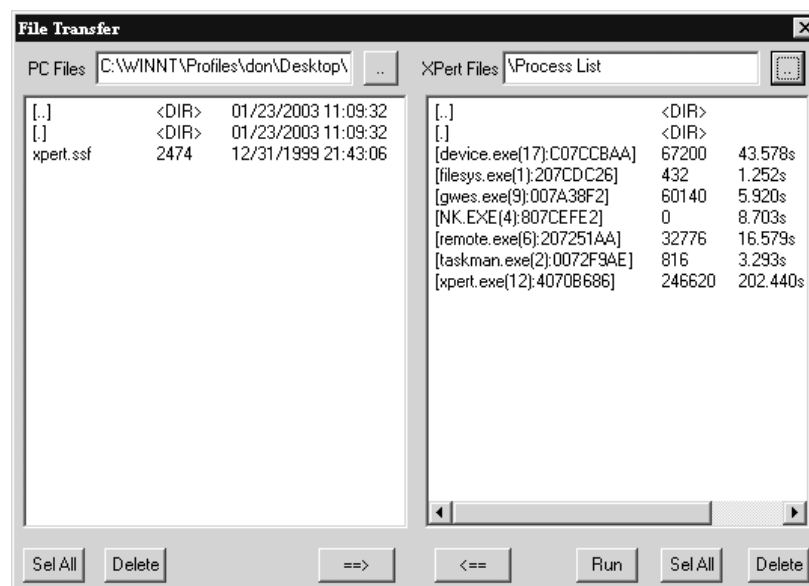 File Transfer
PC Files C:\WINNT\Profiles\don\Desktop\ ..
XPert Files \Process List ..
[..] <DIR> 01/23/2003 11:09:32
[.] <DIR> 01/23/2003 11:09:32
xpert.ssf 2474 12/31/1999 21:43:06
[..] <DIR>
[.] <DIR>
[device.exe(17):C07CCBAA] 67200 43.578s
[filesys.exe(1):207CDC26] 432 1.252s
[gwes.exe(9):007A38F2] 60140 5.920s
[NK.EXE(4):807CEFE2] 0 8.703s
[remote.exe(6):207251AA] 32776 16.579s
[taskman.exe(2):0072F9AE] 816 3.293s
[xpert.exe(12):4070B686] 246620 202.440s
Sel All Delete ==> <== Run Sel All Delete